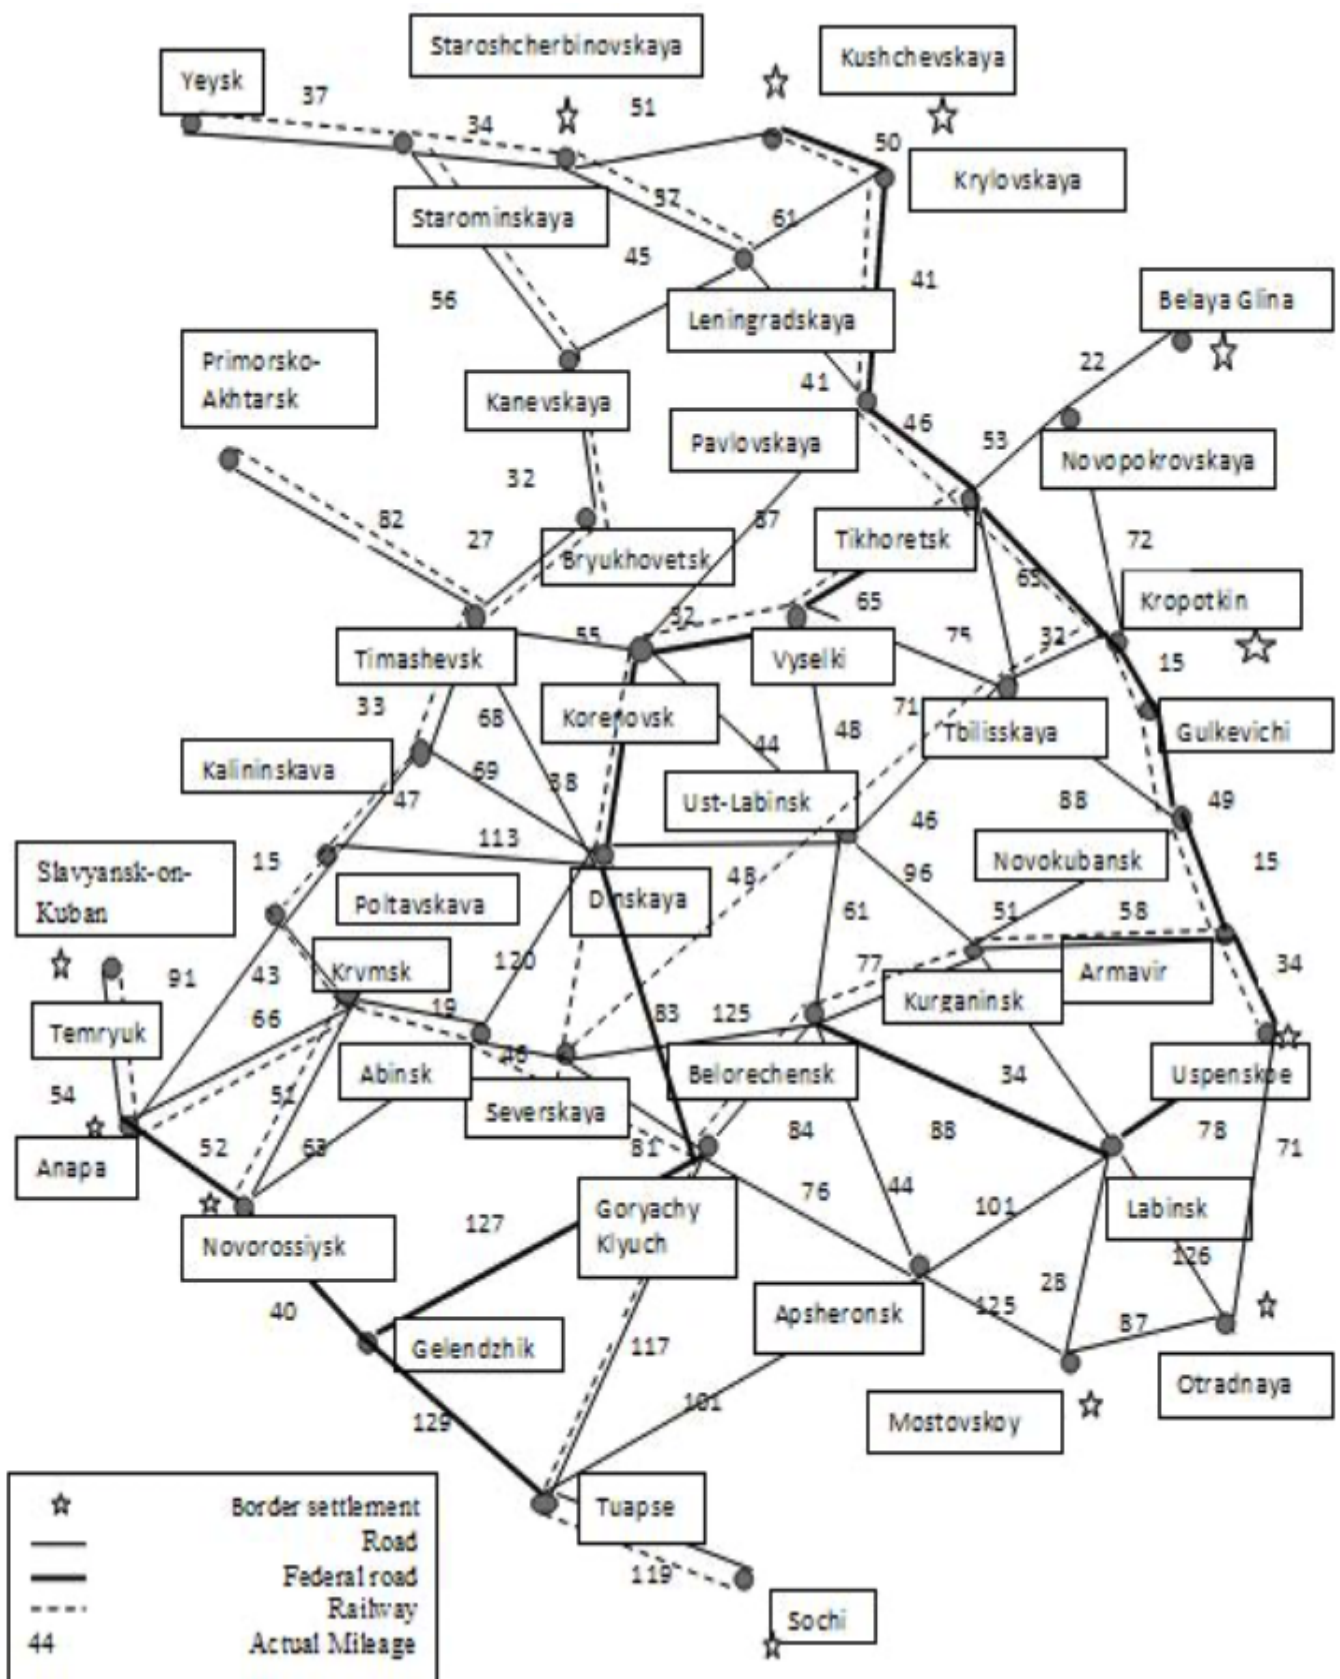 Staroshcherbinovskaya
Kushchevskaya
Yeysk
37
34
51
50
Krylovskaya
Starominskaya
57
61
45
41
56
Belaya Glina
Leningradskaya
22
Primorsko-
Akhtarsk
Kanevskaya
41
46
53
Pavlovskaya
Novopokrovskaya
32
82
27
87
Tikhoretsk
72
Bryukhovetsk
65
Kropotkin
65
52
55
75
32
15
Timashevsk
Vyselki
33
68
Korenovsk
71
48
Tbilisskaya
Gulkevichi
44
Kalininskava
69
38
47
Ust-Labinsk
46
88
49
113
15
Slavyansk-on-
Kuban
48
96
Novokubansk
15
Poltavskava
Dinskaya
61
51
58
91
43
Krvmsk
120
77
Armavir
34
Kurganinsk
66
19
83
125
Temryuk
46
54
51
Abinsk
Severskaya
Belorechensk
34
Uspenskoe
52
63
81
84
88
78
71
Anapa
76
44
101
127
Goryachy
Klyuch
Labinsk
Novorossiysk
126
28
40
Apsheronsk
125
87
Gelendzhik
117
Otradnaya
101
129
Mostovskoy
Tuapse
119
Sochi
Border settlement
Road
Federal road
Railway
44 Actual Mileage